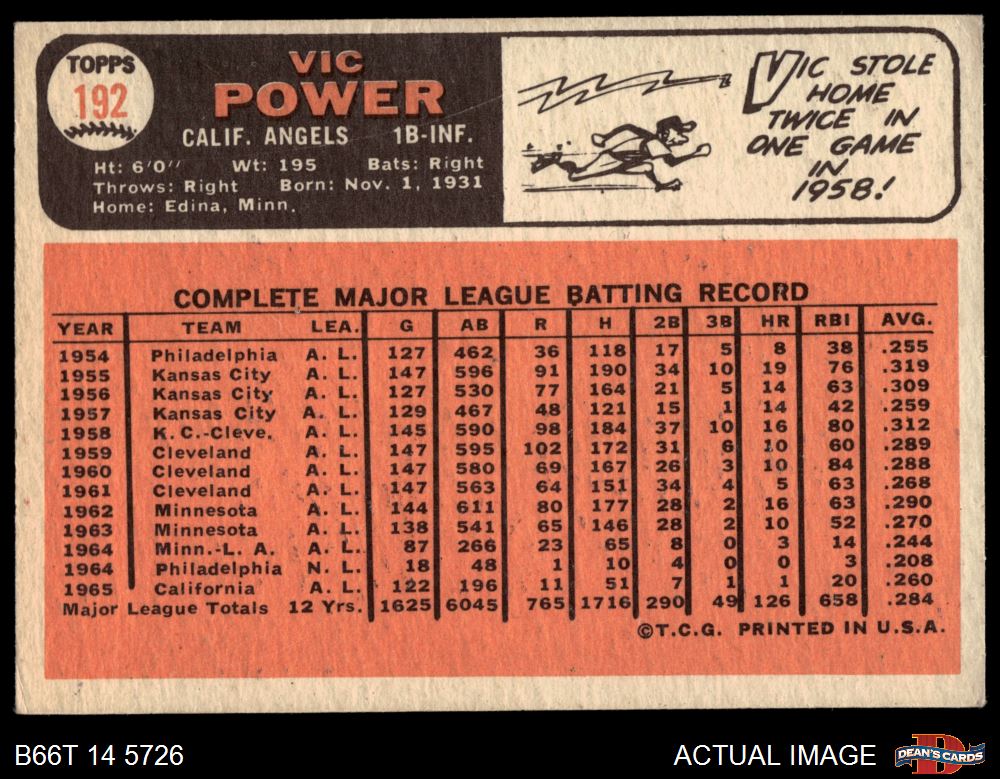 TOPPS
192
VIC
POWER
CALIF. ANGELS 1B-INF.
Ht: 6'0" Wt: 195 Bats: Right
Throws: Right Born: Nov. 1, 1931
Home: Edina, Minn.
VIC STOLE
HOME
TWICE IN
ONE GAME
IN
1958!
COMPLETE MAJOR LEAGUE BATTING RECORD
YEAR TEAM LEA. G AB R H 2B 3B HR RBI AVG.
1954 Philadelphia A. L. 127 462 36 118 17 5 8 38 .255
1955 Kansas City A. L. 147 596 91 190 34 10 19 76 .319
1956 Kansas City A. L. 127 530 77 164 21 5 14 63 .309
1957 Kansas City A. L. 129 467 48 121 15 1 14 42 .259
1958 K. C.-Cleve. A. L. 145 590 98 184 37 10 16 80 .312
1959 Cleveland A. L. 147 595 102 172 31 6 10 60 .289
1960 Cleveland A. L. 147 580 69 167 26 3 10 84 .288
1961 Cleveland A. L. 147 563 64 151 34 4 5 63 .268
1962 Minnesota A. L. 144 611 80 177 28 2 16 63 .290
1963 Minnesota A. L. 138 541 65 146 28 2 10 52 .270
1964 Minn.-L. A. A. L. 87 266 23 65 8 0 3 14 .244
1964 Philadelphia N. L. 18 48 1 10 4 0 0 3 .208
1965 California A. L. 122 196 11 51 7 1 1 20 .260
Major League Totals 12 Yrs. 1625 6045 765 1716 290 49 126 658 .284
©T.C.G. PRINTED IN U.S.A.
B66T 14 5726 ACTUAL IMAGE DEAN'S CARDS